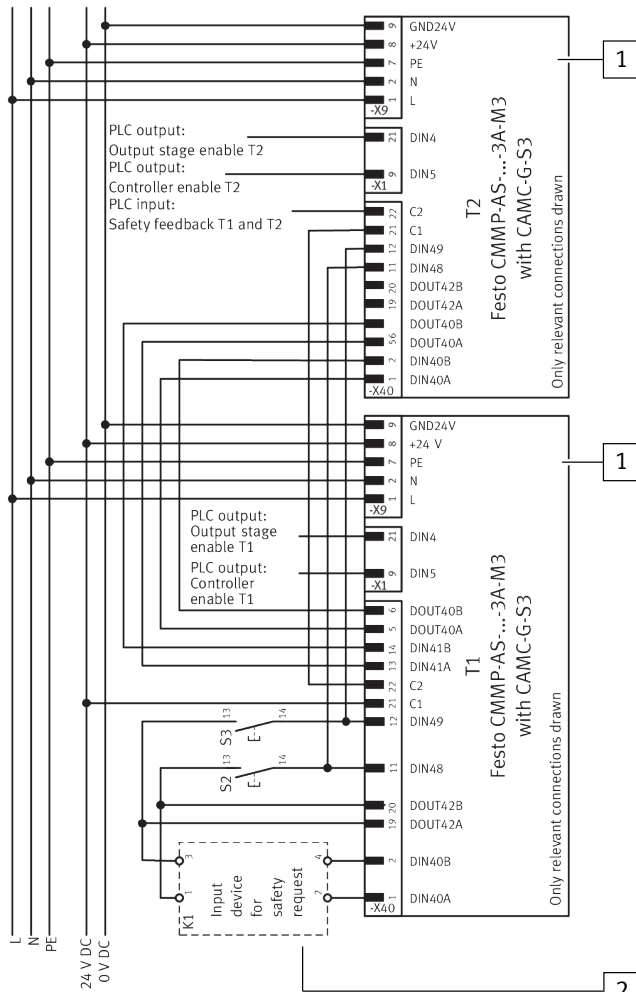 9 GND24V
8 +24V
7 PE
2 N
1 L
-X9
1
PLC output:
Output stage enable T2
21 DIN4
PLC output:
Controller enable T2
9 DIN5
-X1
PLC input:
Safety feedback T1 and T2
22 C2
21 C1
12 DIN49
11 DIN48
20 DOUT42B
19 DOUT42A
DOUT40B
56 DOUT40A
2 DIN40B
1 DIN40A
-X40
T2
Festo CMMP-AS-...-3A-M3
with CAMC-G-S3
Only relevant connections drawn
9 GND24V
8 +24 V
7 PE
2 N
1 L
-X9
1
PLC output:
Output stage
enable T1
21 DIN4
PLC output:
Controller
enable T1
9 DIN5
-X1
6 DOUT40B
5 DOUT40A
14 DIN41B
13 DIN41A
22 C2
21 C1
12 DIN49
11 DIN48
20 DOUT42B
19 DOUT42A
2 DIN40B
1 DIN40A
-X40
T1
Festo CMMP-AS-...-3A-M3
with CAMC-G-S3
Only relevant connections drawn
S3 13 14
E--
S2 13 14
E--
3 4
1 2
K1
Input
device
for
safety
request
L
N
PE
24 V DC
0 V DC
2